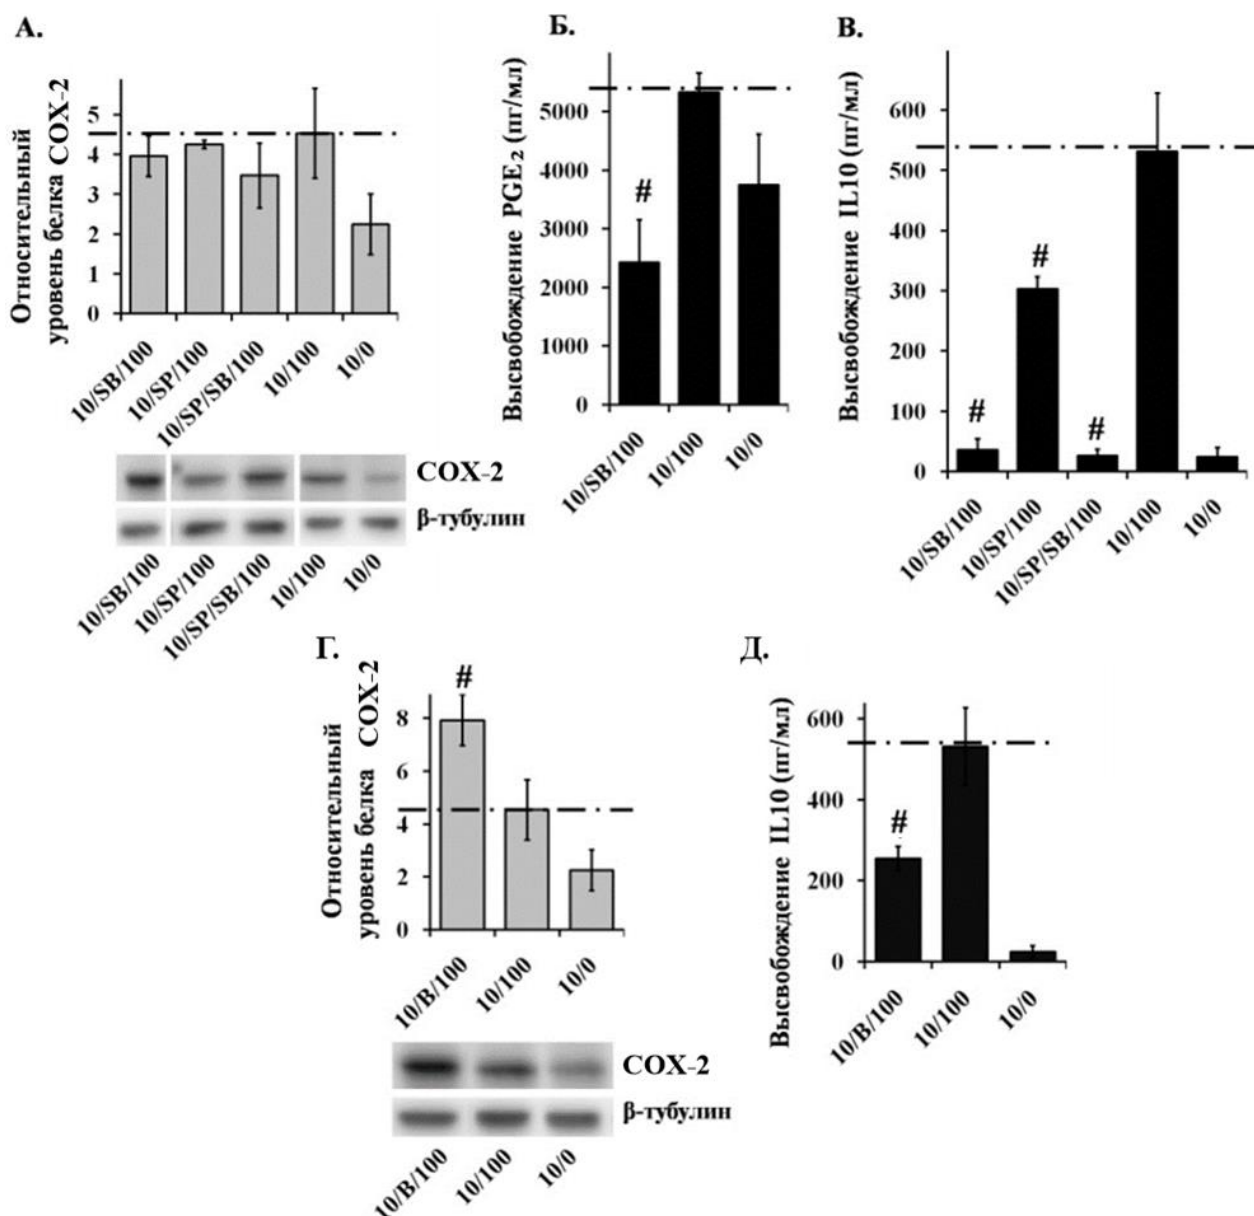 А.
Относительный
уровень белка COX-2
5
4
3
2
1
0
10/SB/100
10/SP/100
10/SP/SB/100
10/100
10/0
COX-2
β-тубулин
10/SB/100
10/SP/100
10/SP/SB/100
10/100
10/0
Б.
Высвобождение PGE₂ (пг/мл)
5000
4000
3000
2000
1000
0
#
10/SB/100
10/100
10/0
В.
Высвобождение IL10 (пг/мл)
600
500
400
300
200
100
0
#
#
#
10/SB/100
10/SP/100
10/SP/SB/100
10/100
10/0
Г.
Относительный
уровень белка COX-2
8
6
4
2
0
#
10/B/100
10/100
10/0
COX-2
β-тубулин
10/B/100
10/100
10/0
Д.
Высвобождение IL10 (пг/мл)
600
400
200
0
#
10/B/100
10/100
10/0